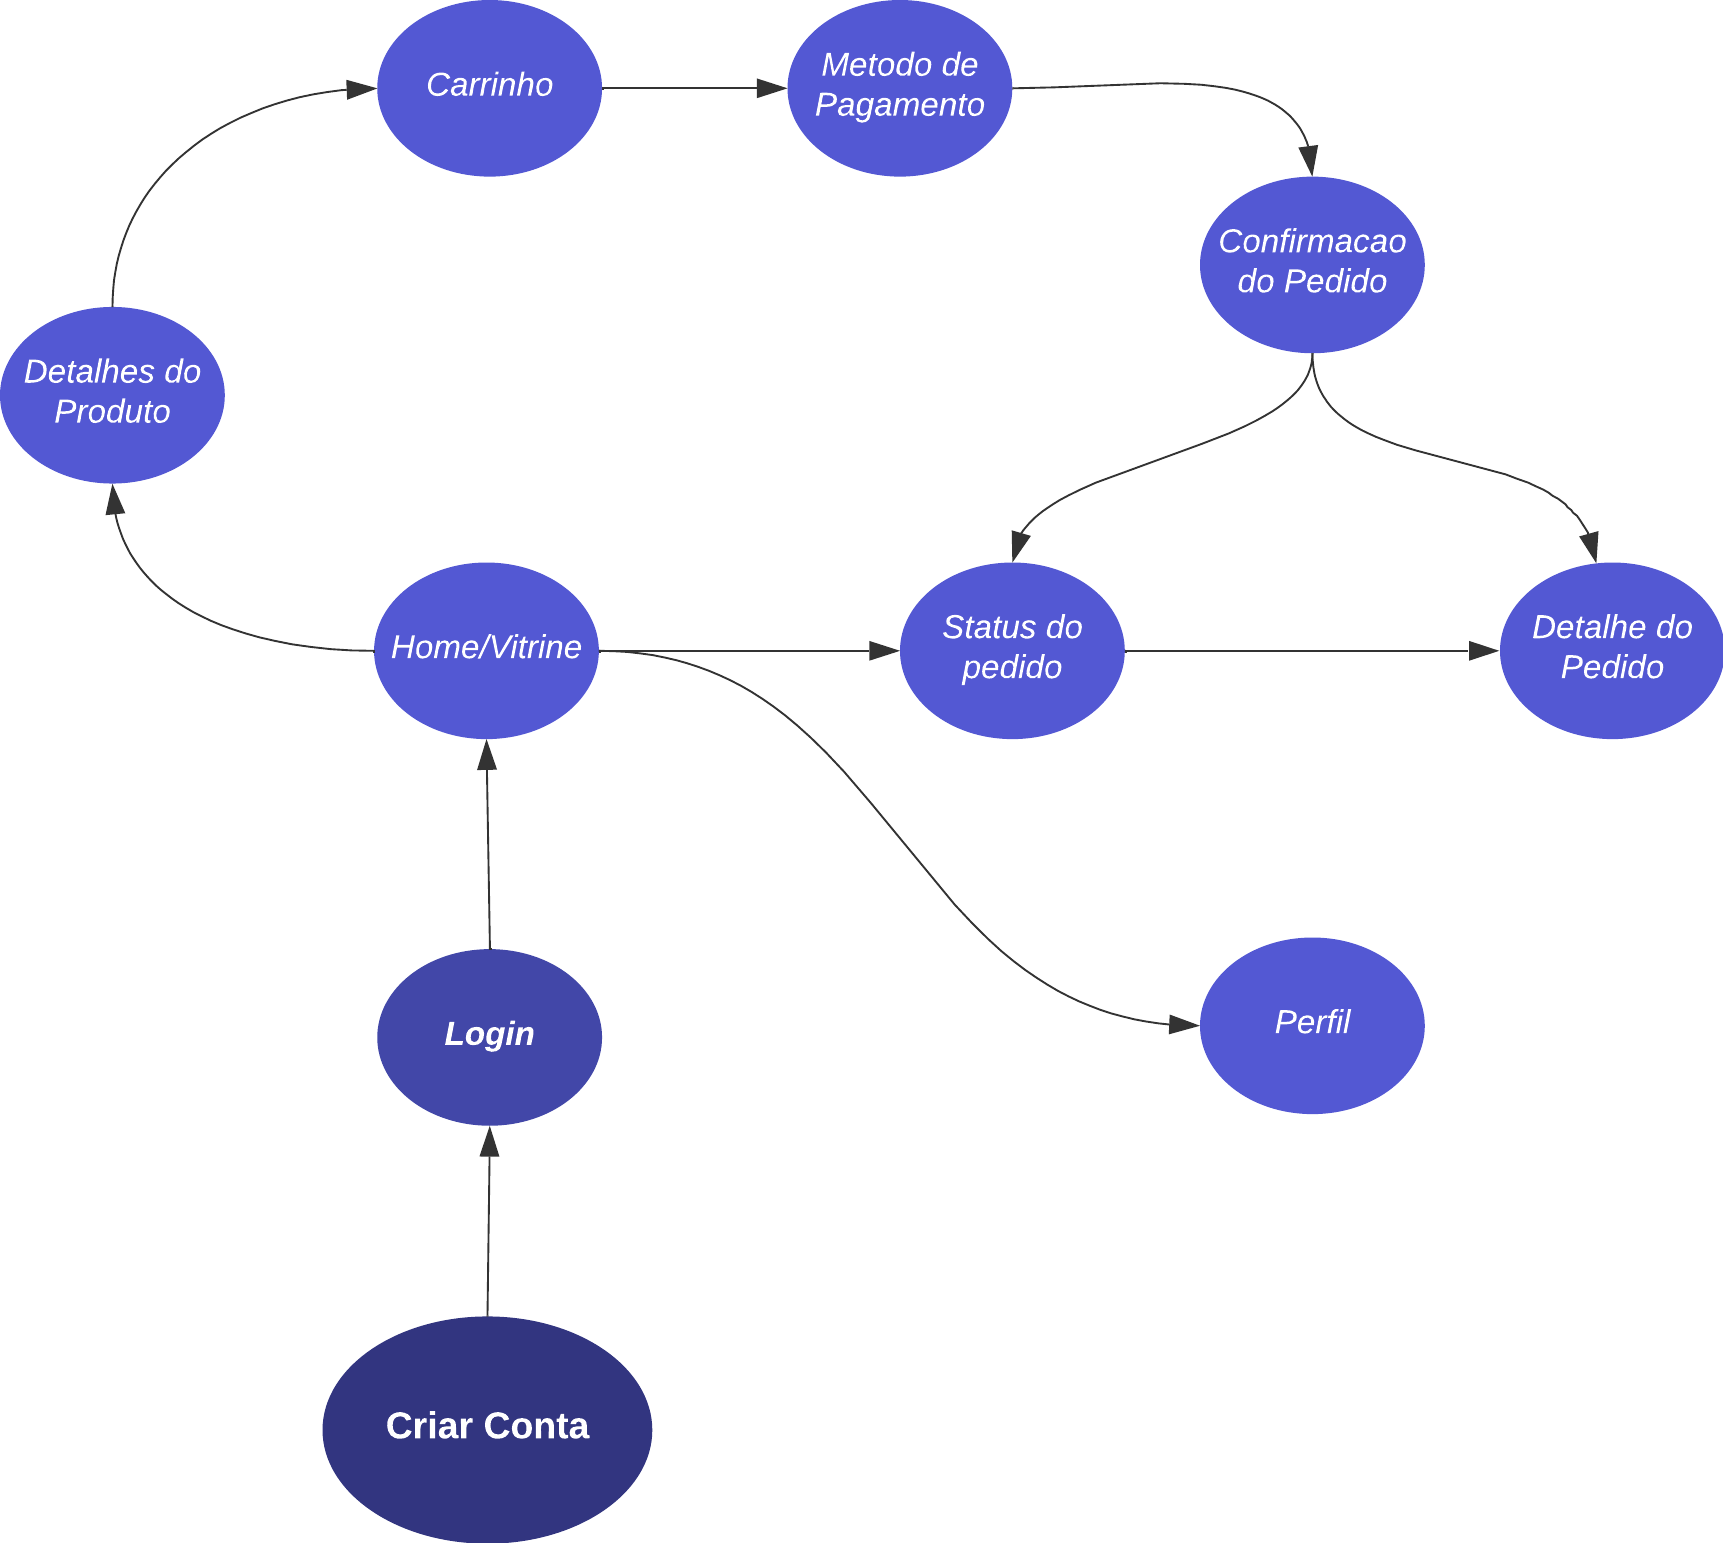 Carrinho
Metodo de
Pagamento
Confirmacao
do Pedido
Detalhes do
Produto
Home/Vitrine
Status do
pedido
Detalhe do
Pedido
Login
Perfil
Criar Conta